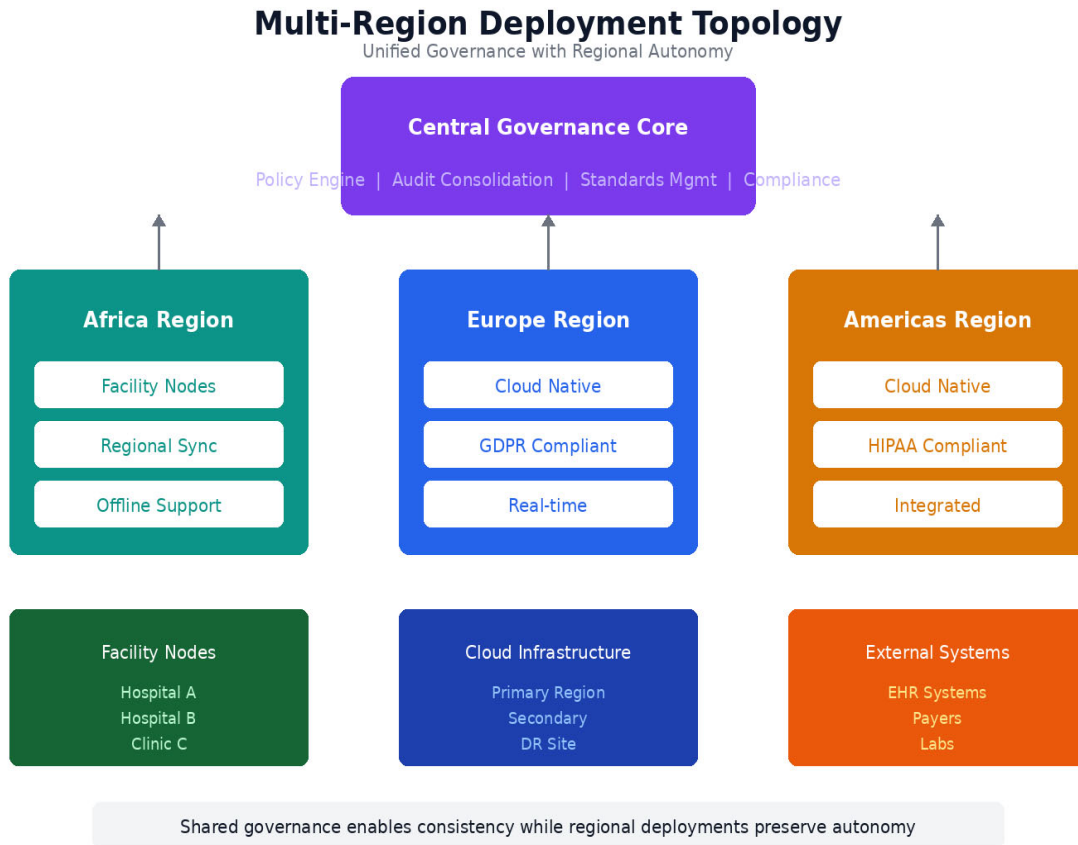 Multi-Region Deployment Topology
Unified Governance with Regional Autonomy
Central Governance Core
Policy Engine | Audit Consolidation | Standards Mgmt | Compliance
Africa Region
Facility Nodes
Regional Sync
Offline Support
Europe Region
Cloud Native
GDPR Compliant
Real-time
Americas Region
Cloud Native
HIPAA Compliant
Integrated
Facility Nodes
Hospital A
Hospital B
Clinic C
Cloud Infrastructure
Primary Region
Secondary
DR Site
External Systems
EHR Systems
Payers
Labs
Shared governance enables consistency while regional deployments preserve autonomy